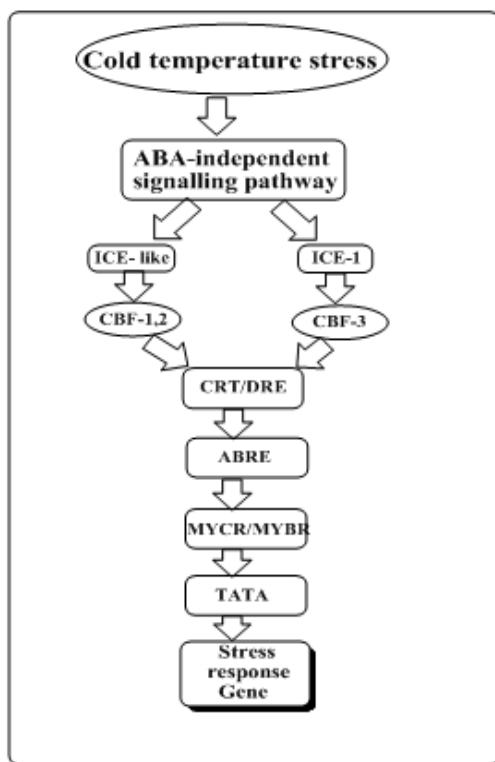 Cold temperature stress
ABA-independent
signalling pathway
ICE- like
ICE-1
CBF-1,2
CBF-3
CRT/DRE
ABRE
MYCR/MYBR
TATA
Stress
response
Gene